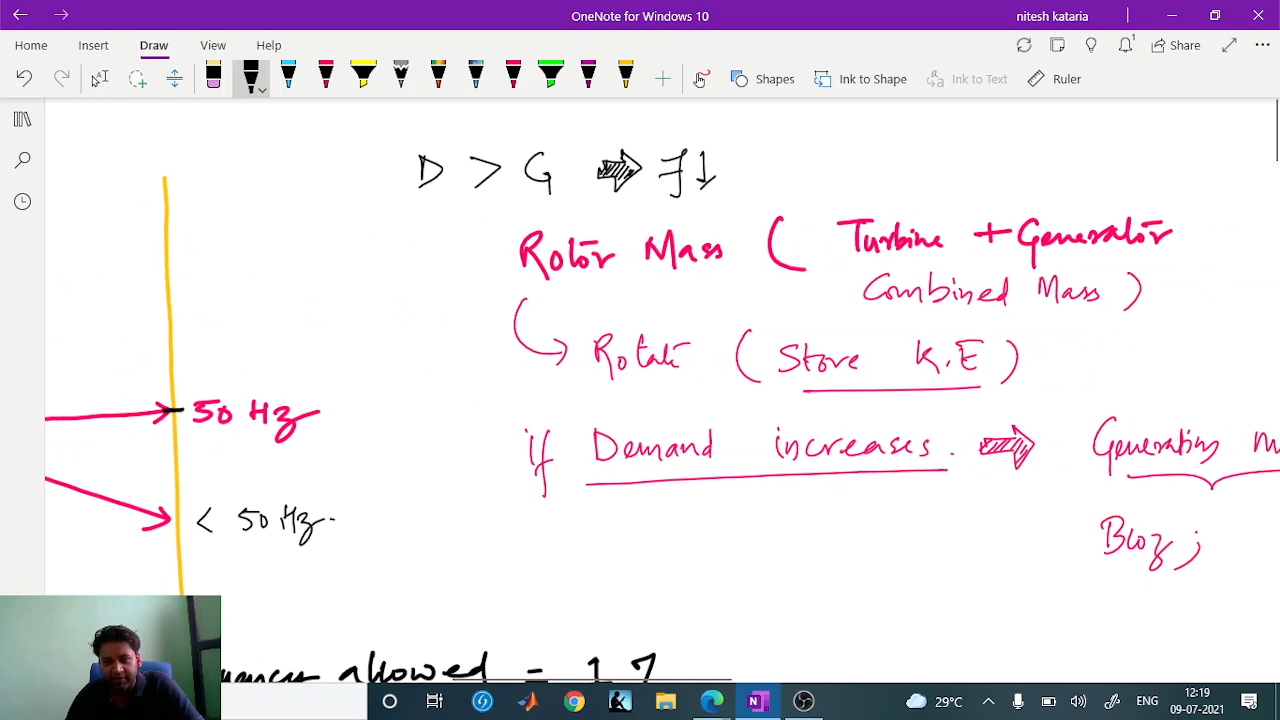 OneNote for Windows 10
nitesh kataria
Home Insert Draw View Help
Share
Shapes Ink to Shape Ink to Text Ruler
D > G ⇒ f↓
Rotor Mass ( Turbine + Generator
Combined Mass )
Rotate ( Store K.E )
50 Hz
if Demand increases. ⇒ Generation
< 50 Hz.
Bcoz ;
allowed = 1.7
29°C
ENG
12:19
09-07-2021